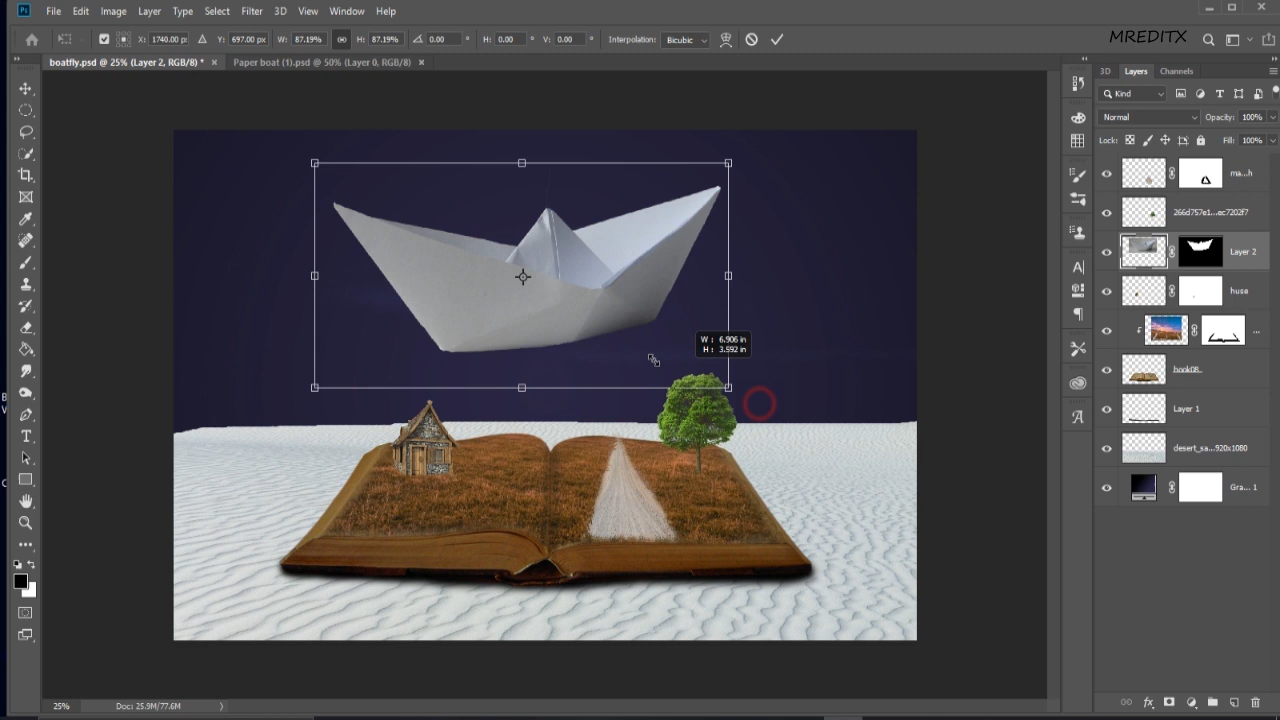 Ps File Edit Image Layer Type Select Filter 3D View Window Help
X: 1740.00 px Y: 697.00 px W: 87.19% H: 87.19% 0.00 ° H: 0.00 ° V: 0.00 ° Interpolation: Bicubic MREDITX
boatfly.psd @ 25% (Layer 2, RGB/8) * × Paper boat (1).psd @ 50% (Layer 0, RGB/8) ×
3D Layers Channels
Kind
Normal Opacity: 100%
Lock: Fill: 100%
ma...h
266d757e1...ec7202f7
Layer 2
huse
...
W : 6.906 in
H : 3.592 in
book08..
Layer 1
desert_sa...920x1080
Gra... 1
25% Doc: 25.9M/77.6M